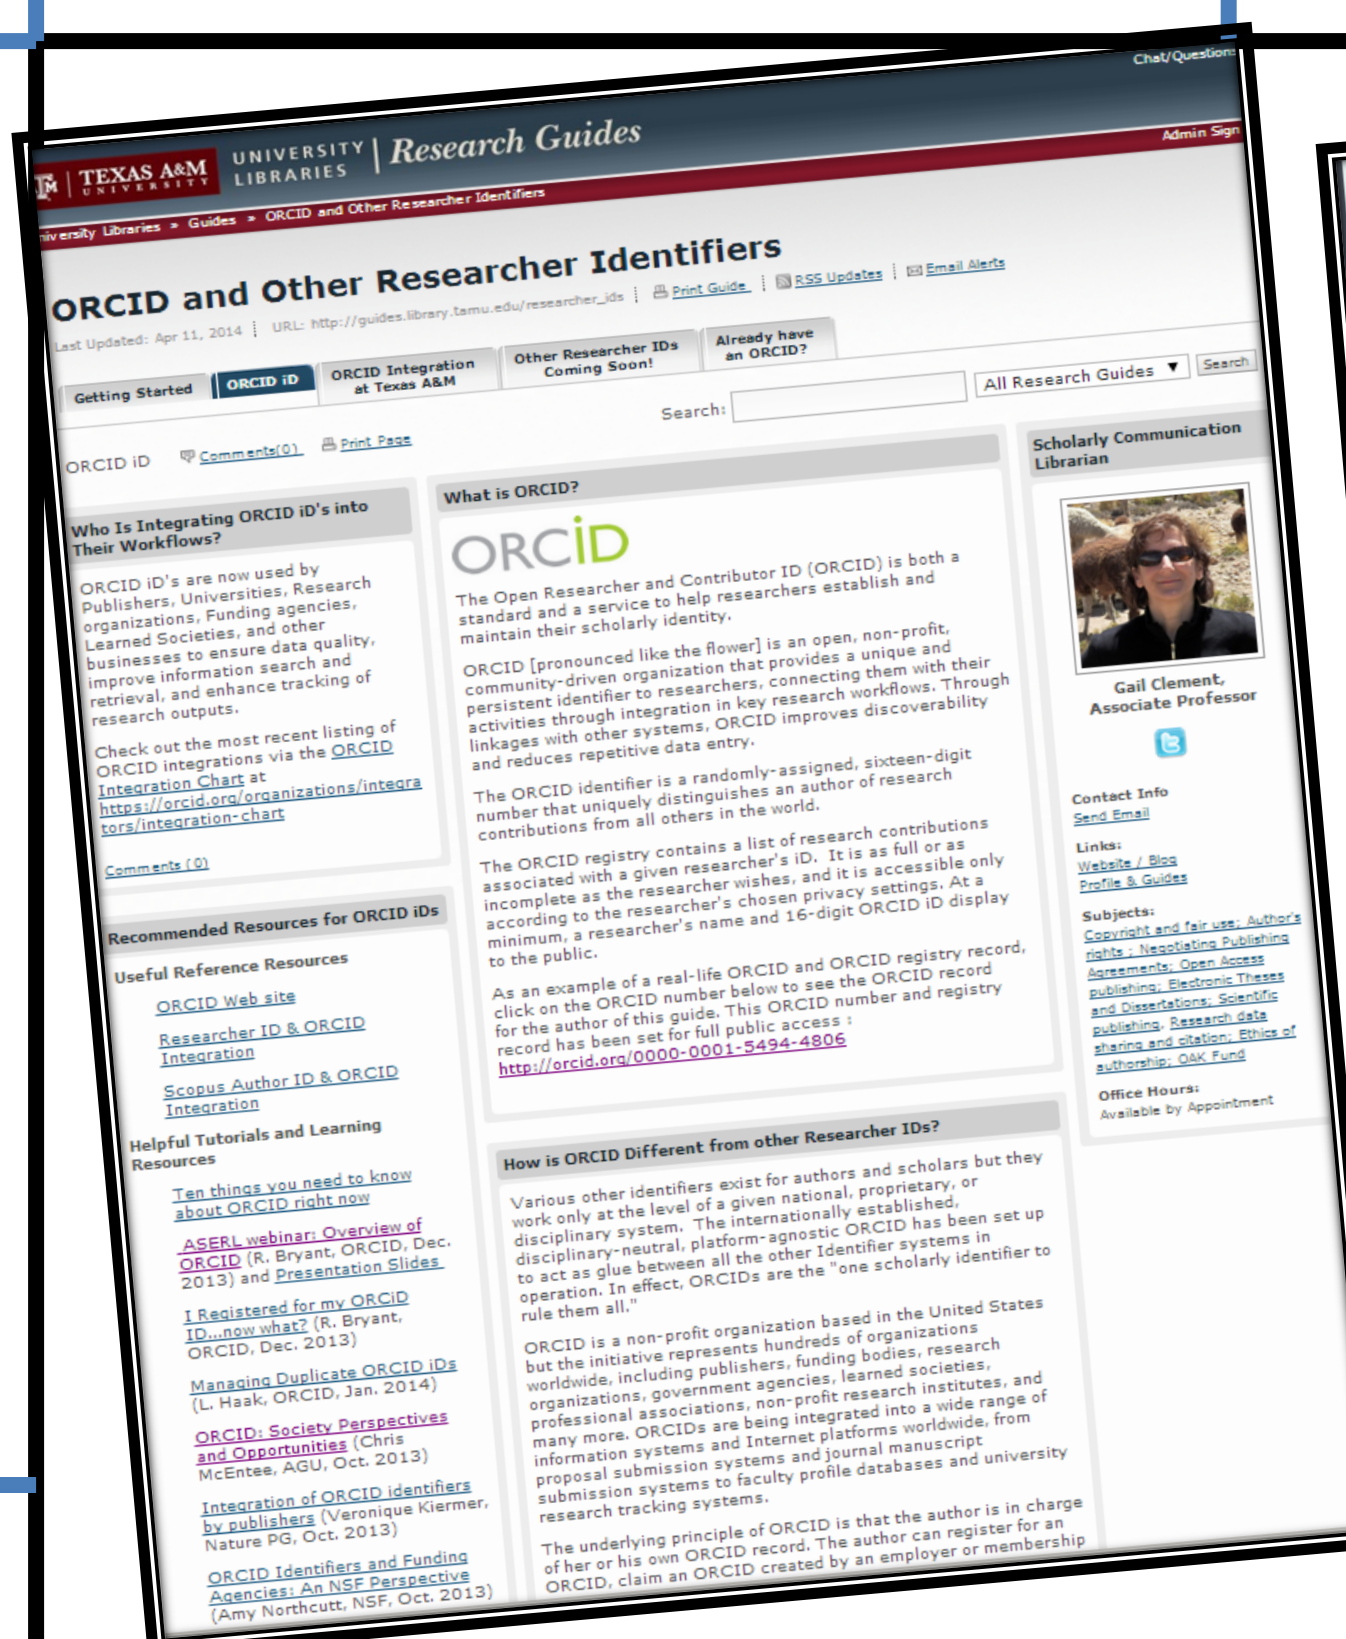 Chat/Questions
TEXAS A&M
UNIVERSITY
UNIVERSITY
LIBRARIES
Research Guides
Admin Sign
Libraries » Guides » ORCID and Other Researcher Identifiers
ORCID and Other Researcher Identifiers
Last Updated: Apr 11, 2014
URL: http://guides.library.tamu.edu/researcher_ids
Print Guide
RSS Updates
Email Alerts
Getting Started
ORCID iD
ORCID Integration
at Texas A&M
Other Researcher IDs
Coming Soon!
Already have
an ORCID?
Search:
All Research Guides
Search
ORCID iD
Comments(0)
Print Page
Who Is Integrating ORCID iD's into
Their Workflows?
ORCID iD's are now used by
Publishers, Universities, Research
organizations, Funding agencies,
Learned Societies, and other
businesses to ensure data quality,
improve information search and
retrieval, and enhance tracking of
research outputs.
Check out the most recent listing of
ORCID integrations via the ORCID
Integration Chart at
https://orcid.org/organizations/integra
tors/integration-chart
Comments (0)
Recommended Resources for ORCID iDs
Useful Reference Resources
ORCID Web site
Researcher ID & ORCID
Integration
Scopus Author ID & ORCID
Integration
Helpful Tutorials and Learning
Resources
Ten things you need to know
about ORCID right now
ASERL webinar: Overview of
ORCID (R. Bryant, ORCID, Dec.
2013) and Presentation Slides
I Registered for my ORCiD
ID...now what? (R. Bryant,
ORCID, Dec. 2013)
Managing Duplicate ORCID iDs
(L. Haak, ORCID, Jan. 2014)
ORCID: Society Perspectives
and Opportunities (Chris
McEntee, AGU, Oct. 2013)
Integration of ORCID identifiers
by publishers (Veronique Kiermer,
Nature PG, Oct. 2013)
ORCID Identifiers and Funding
Agencies: An NSF Perspective
(Amy Northcutt, NSF, Oct. 2013)
What is ORCID?
ORCiD
The Open Researcher and Contributor ID (ORCID) is both a
standard and a service to help researchers establish and
maintain their scholarly identity.
ORCID [pronounced like the flower] is an open, non-profit,
community-driven organization that provides a unique and
persistent identifier to researchers, connecting them with their
activities through integration in key research workflows. Through
linkages with other systems, ORCID improves discoverability
and reduces repetitive data entry.
The ORCID identifier is a randomly-assigned, sixteen-digit
number that uniquely distinguishes an author of research
contributions from all others in the world.
The ORCID registry contains a list of research contributions
associated with a given researcher's iD. It is as full or as
incomplete as the researcher wishes, and it is accessible only
according to the researcher's chosen privacy settings. At a
minimum, a researcher's name and 16-digit ORCID iD display
to the public.
As an example of a real-life ORCID and ORCID registry record,
click on the ORCID number below to see the ORCID record
for the author of this guide. This ORCID number and registry
record has been set for full public access :
http://orcid.org/0000-0001-5494-4806
How is ORCID Different from other Researcher IDs?
Various other identifiers exist for authors and scholars but they
work only at the level of a given national, proprietary, or
disciplinary system. The internationally established,
disciplinary-neutral, platform-agnostic ORCID has been set up
to act as glue between all the other Identifier systems in
operation. In effect, ORCIDs are the "one scholarly identifier to
rule them all."
ORCID is a non-profit organization based in the United States
but the initiative represents hundreds of organizations
worldwide, including publishers, funding bodies, research
organizations, government agencies, learned societies,
professional associations, non-profit research institutes, and
many more. ORCIDs are being integrated into a wide range of
information systems and Internet platforms worldwide, from
proposal submission systems and journal manuscript
submission systems to faculty profile databases and university
research tracking systems.
The underlying principle of ORCID is that the author is in charge
of her or his own ORCID record. The author can register for an
ORCID, claim an ORCID created by an employer or membership
Scholarly Communication
Librarian
Gail Clement,
Associate Professor
Contact Info
Send Email
Links:
Website / Blog
Profile & Guides
Subjects:
Copyright and fair use; Author's
rights ; Negotiating Publishing
Agreements; Open Access
publishing; Electronic Theses
and Dissertations; Scientific
publishing, Research data
sharing and citation; Ethics of
authorship; OAK Fund
Office Hours:
Available by Appointment